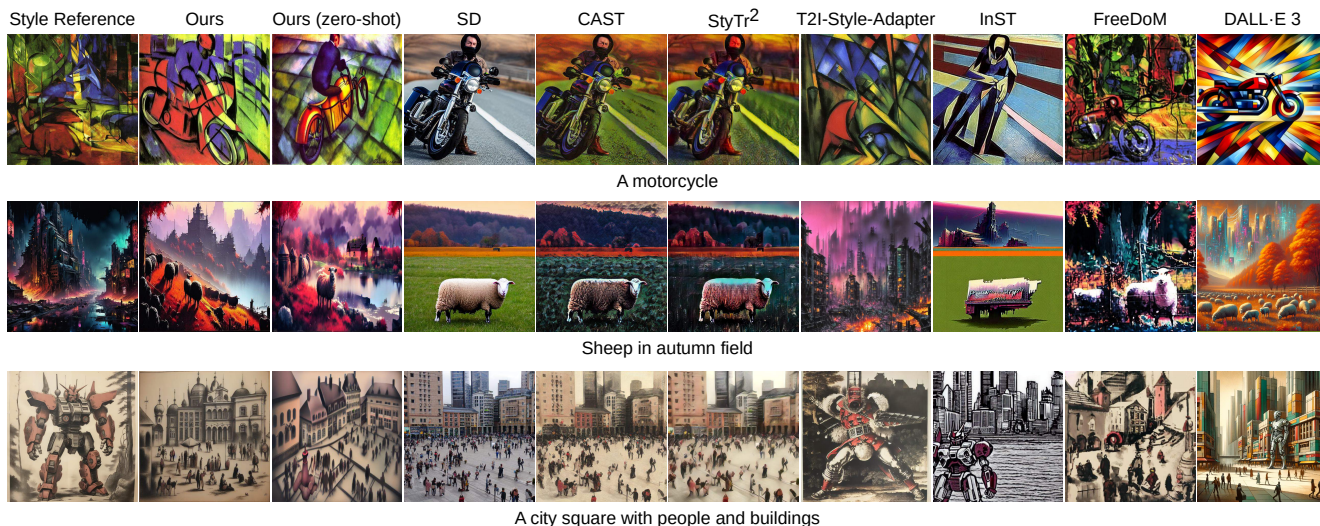 Style Reference Ours Ours (zero-shot) SD CAST StyTr2 T2I-Style-Adapter InST FreeDoM DALL·E 3
A motorcycle
Sheep in autumn field
A city square with people and buildings